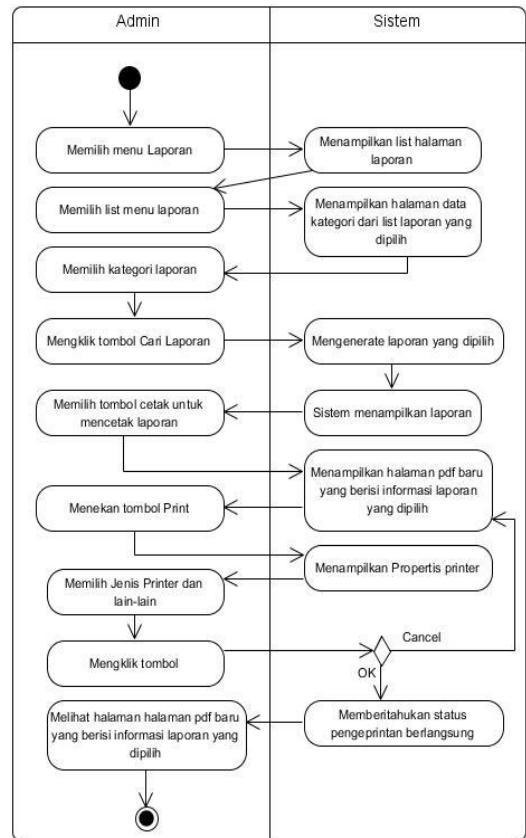 Admin
Sistem
Memilih menu Laporan
Menampilkan list halaman
laporan
Memilih list menu laporan
Menampilkan halaman data
kategori dari list laporan yang
dipilih
Memilih kategori laporan
Mengklik tombol Cari Laporan
Mengenerate laporan yang dipilih
Memilih tombol cetak untuk
mencetak laporan
Sistem menampilkan laporan
Menampilkan halaman pdf baru
yang berisi informasi laporan
yang dipilih
Menekan tombol Print
Menampilkan Propertis printer
Memilih Jenis Printer dan
lain-lain
Mengklik tombol
Cancel
OK
Melihat halaman halaman pdf baru
yang berisi informasi laporan yang
dipilih
Memberitahukan status
pengeprintan berlangsung